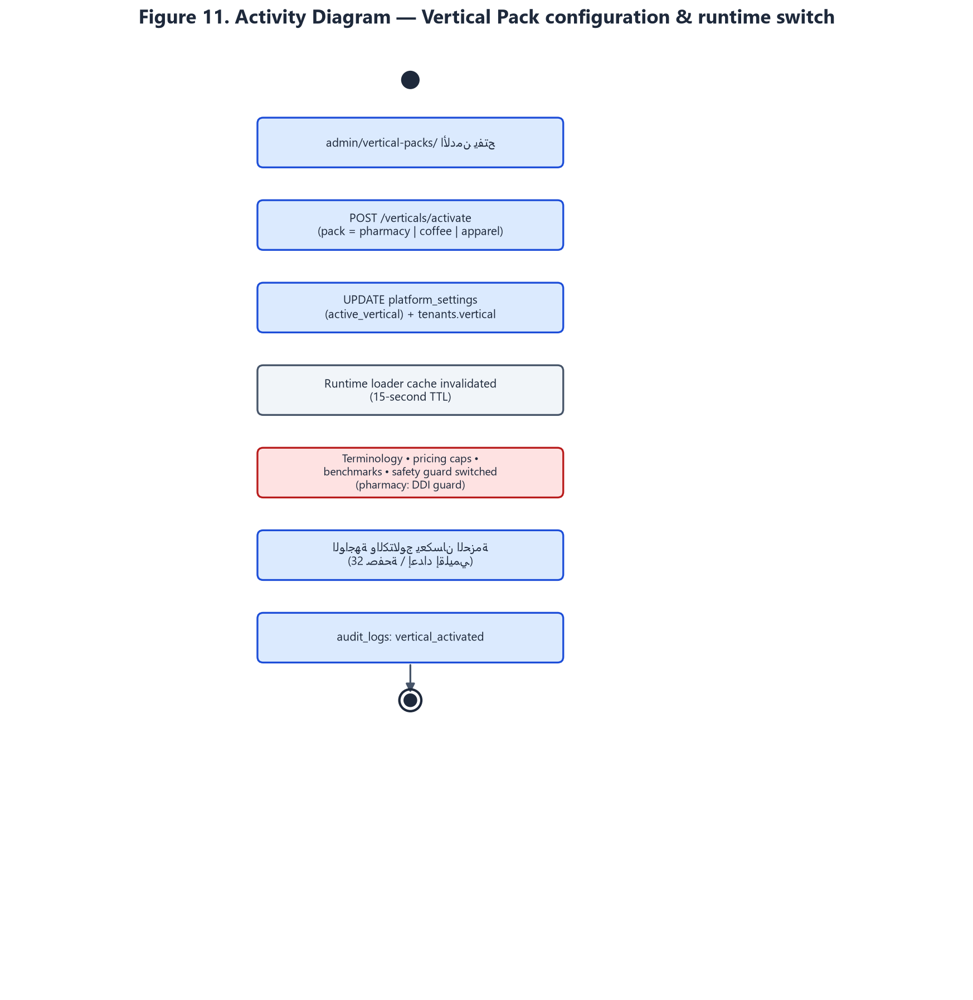 Figure 11. Activity Diagram — Vertical Pack configuration & runtime switch
admin/vertical-packs/ الأدمن يفتح
POST /verticals/activate
(pack = pharmacy | coffee | apparel)
UPDATE platform_settings
(active_vertical) + tenants.vertical
Runtime loader cache invalidated
(15-second TTL)
Terminology • pricing caps •
benchmarks • safety guard switched
(pharmacy: DDI guard)
الواجهة والكتالوج يعكسان الحزمة
(32 صفحة / إعداد إقليمي)
audit_logs: vertical_activated